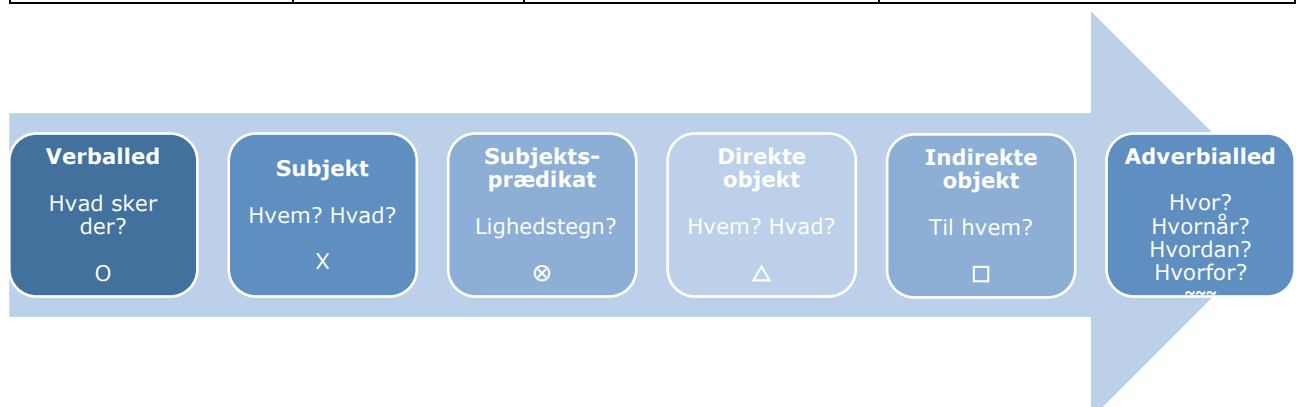 Verballed
Hvad sker
der?
O
Subjekt
Hvem? Hvad?
X
Subjekts-
prædikat
Lighedstegn?
⊗
Direkte
objekt
Hvem? Hvad?
△
Indirekte
objekt
Til hvem?
□
Adverbialled
Hvor?
Hvornår?
Hvordan?
Hvorfor?
~~~